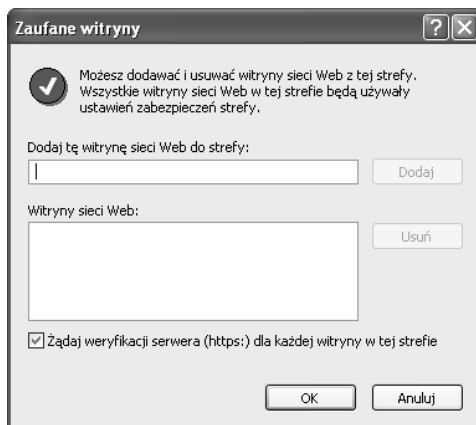 Zaufane witryny
Możesz dodawać i usuwać witryny sieci Web z tej strefy.
Wszystkie witryny sieci Web w tej strefie będą używały
ustawień zabezpieczeń strefy.
Dodaj tę witrynę sieci Web do strefy:
Dodaj
Witryny sieci Web:
Usuń
Żądaj weryfikacji serwera (https:) dla każdej witryny w tej strefie
OK
Anuluj